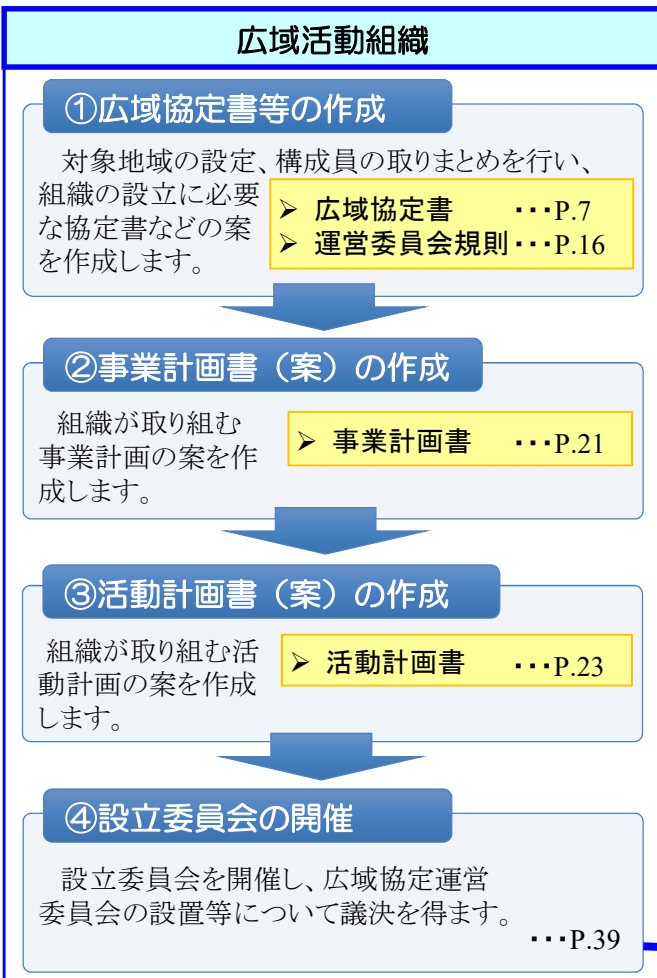 広域活動組織
①広域協定書等の作成
対象地域の設定、構成員の取りまとめを行い、
組織の設立に必要
な協定書などの案
を作成します。
➢ 広域協定書 ・・・P.7
➢ 運営委員会規則・・・P.16
②事業計画書（案）の作成
組織が取り組む
事業計画の案を作
成します。
➢ 事業計画書 ・・・P.21
③活動計画書（案）の作成
組織が取り組む活
動計画の案を作成
します。
➢ 活動計画書 ・・・P.23
④設立委員会の開催
設立委員会を開催し、広域協定運営
委員会の設置等について議決を得ます。
・・・P.39